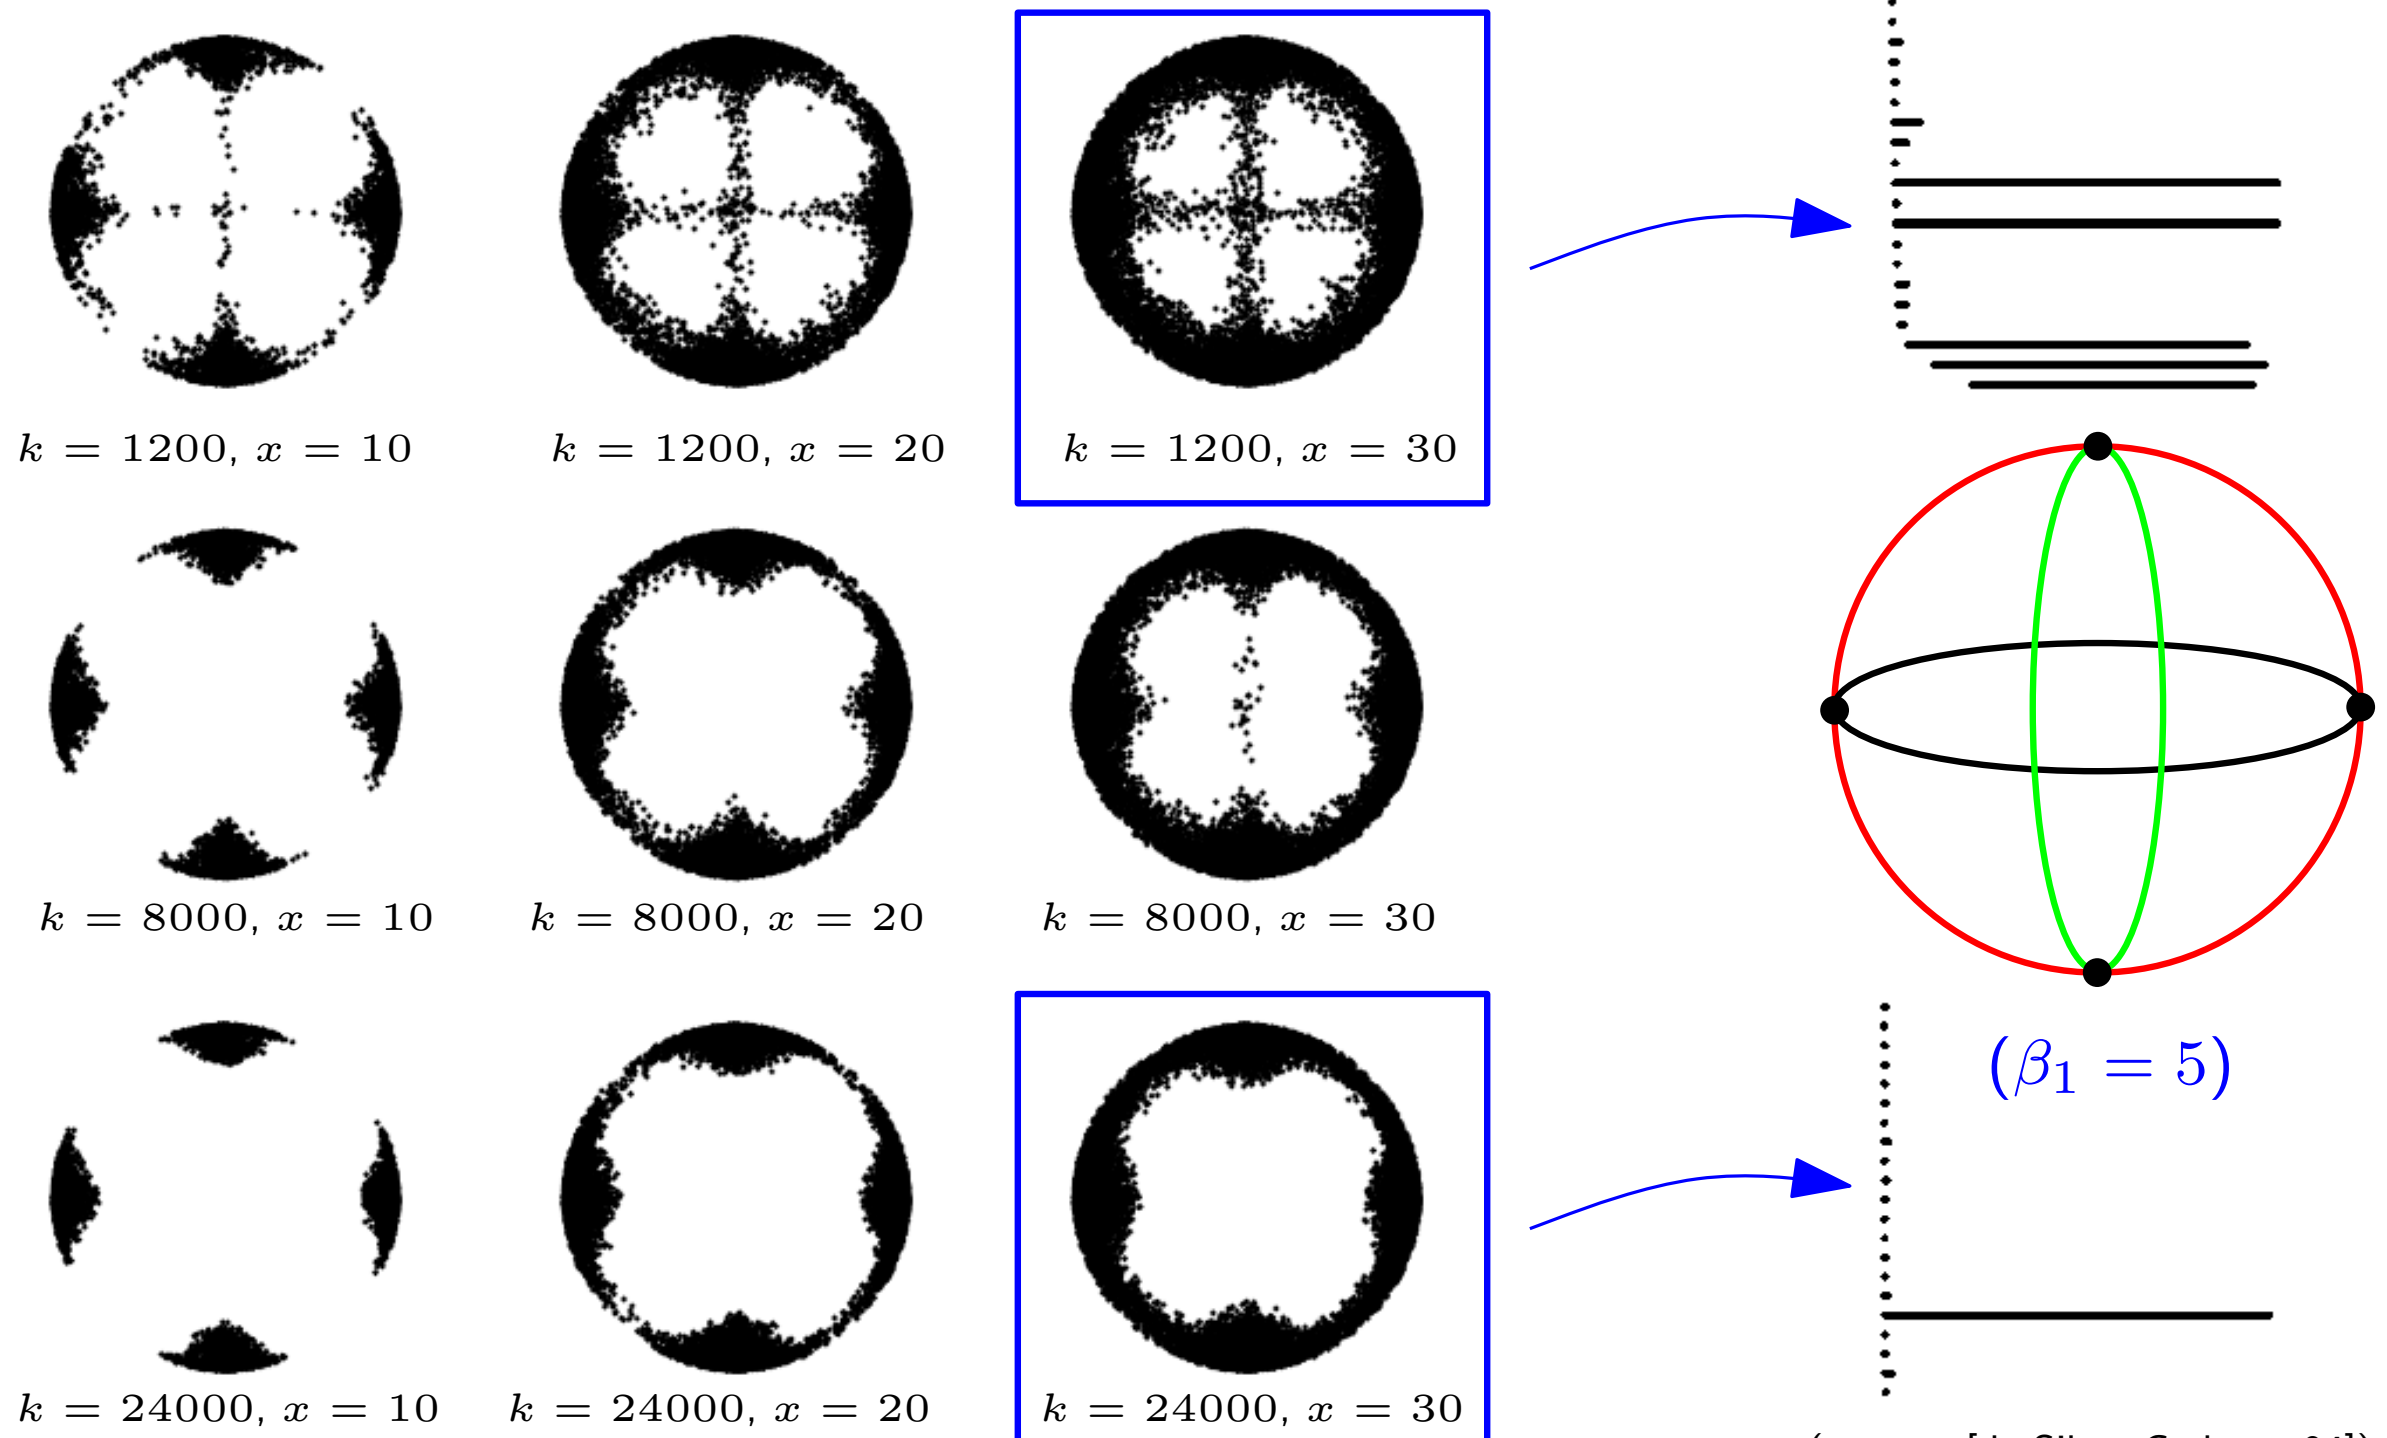 k = 1200, x = 10
k = 1200, x = 20
k = 1200, x = 30
k = 8000, x = 10
k = 8000, x = 20
k = 8000, x = 30
(β₁ = 5)
k = 24000, x = 10
k = 24000, x = 20
k = 24000, x = 30